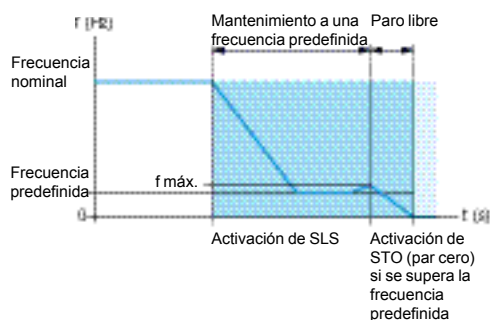 f (Hz)
Mantenimiento a una
frecuencia predefinida
Paro libre
Frecuencia
nominal
Frecuencia
predefinida
f máx.
0
t (s)
Activación de SLS
Activación de
STO (par cero)
si se supera la
frecuencia
predefinida